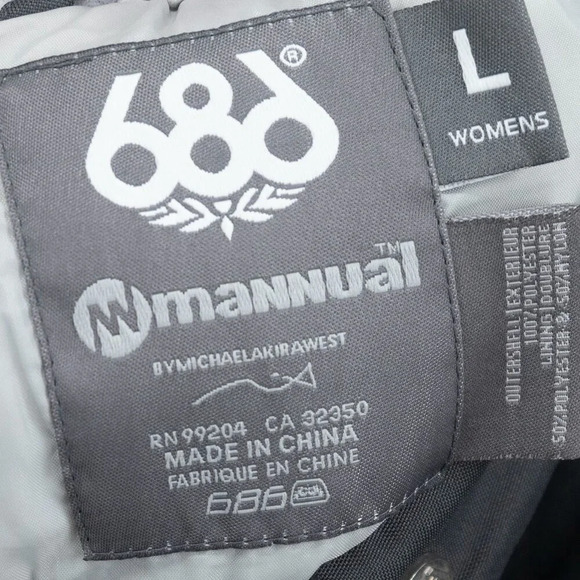 686®
L
WOMENS
M mannual™
BYMICHAELAKIRAWEST
RN 99204 CA 32350
MADE IN CHINA
FABRIQUE EN CHINE
686
OUTERSHELL/EXTERIEUR
100% POLYESTER
LINING/DOUBLURE
50% POLYESTER & 50% NYLON